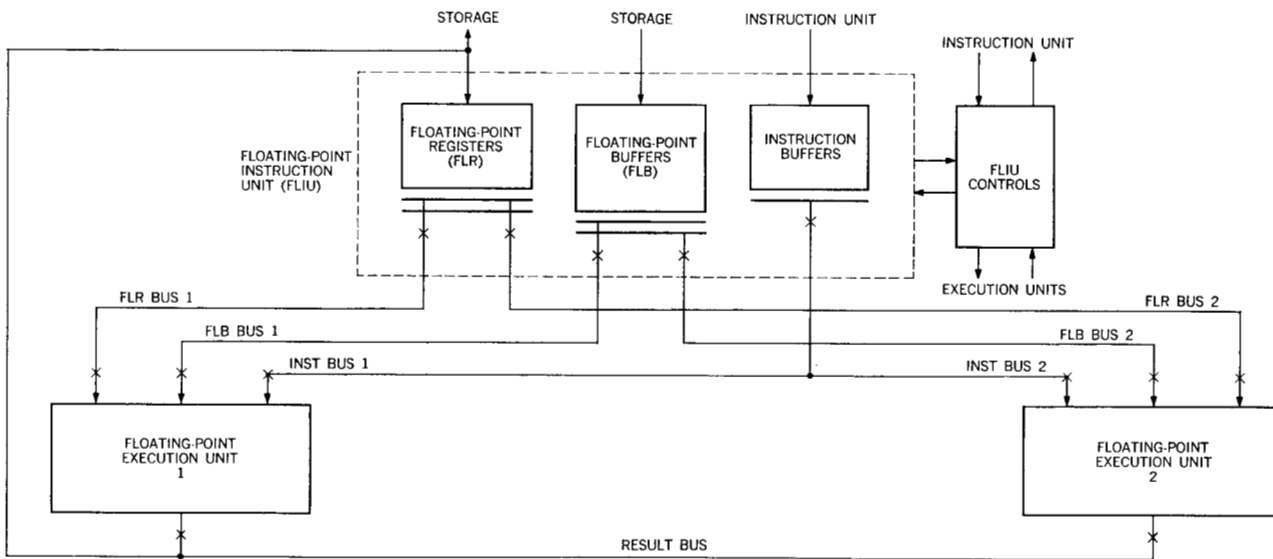 STORAGE
STORAGE
INSTRUCTION UNIT
INSTRUCTION UNIT
FLOATING-POINT
REGISTERS
(FLR)
FLOATING-POINT
BUFFERS
(FLB)
INSTRUCTION
BUFFERS
FLOATING-POINT
INSTRUCTION
UNIT (FLIU)
FLIU
CONTROLS
EXECUTION UNITS
FLR BUS 1
FLR BUS 2
FLB BUS 1
FLB BUS 2
INST BUS 1
INST BUS 2
FLOATING-POINT
EXECUTION UNIT
1
FLOATING-POINT
EXECUTION UNIT
2
RESULT BUS